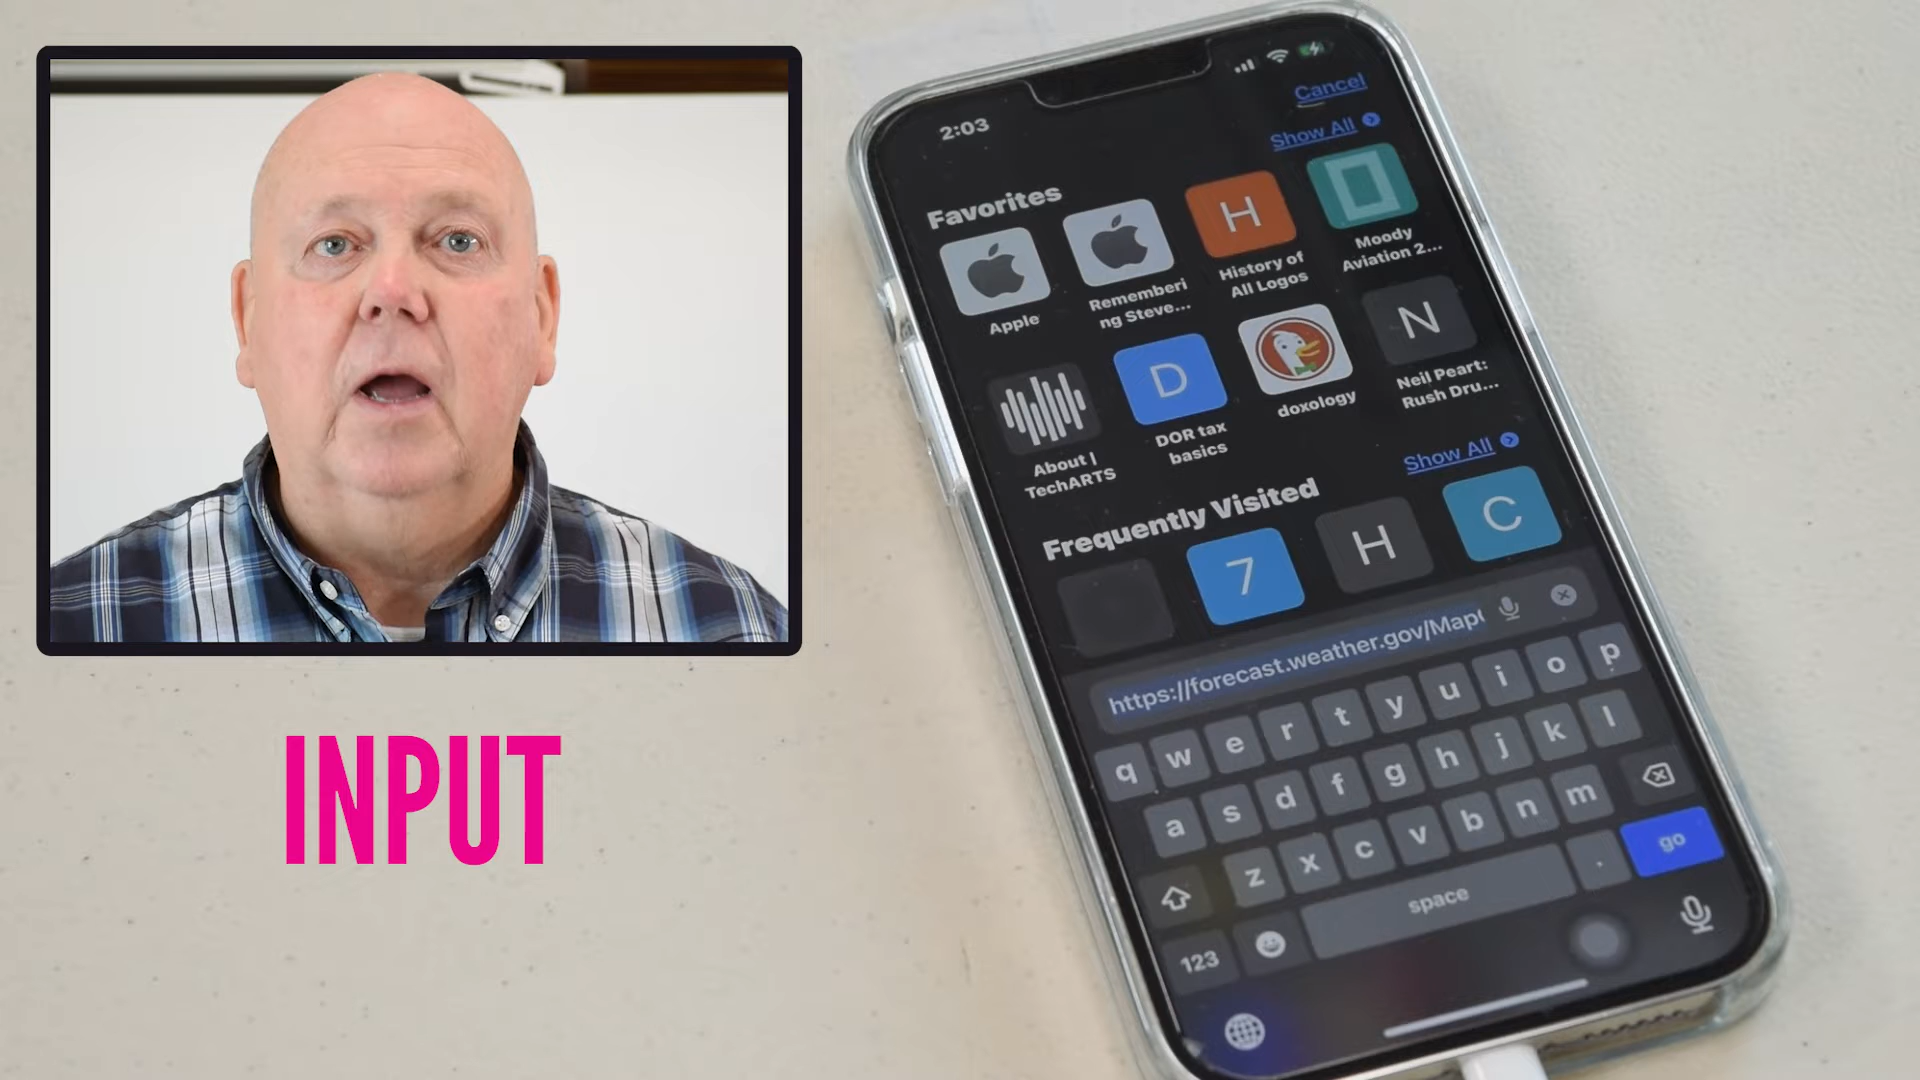 INPUT
2:03
Cancel
Show All
Favorites
Apple
Rememberi
ng Steve...
H
History of
All Logos
Moody
Aviation 2...
About |
TechARTS
D
DOR tax
basics
doxology
N
Neil Peart:
Rush Dru...
Show All
Frequently Visited
7
H
C
https://forecast.weather.gov/Map
q w e r t y u i o p
a s d f g h j k l
z x c v b n m
123
space
.
go